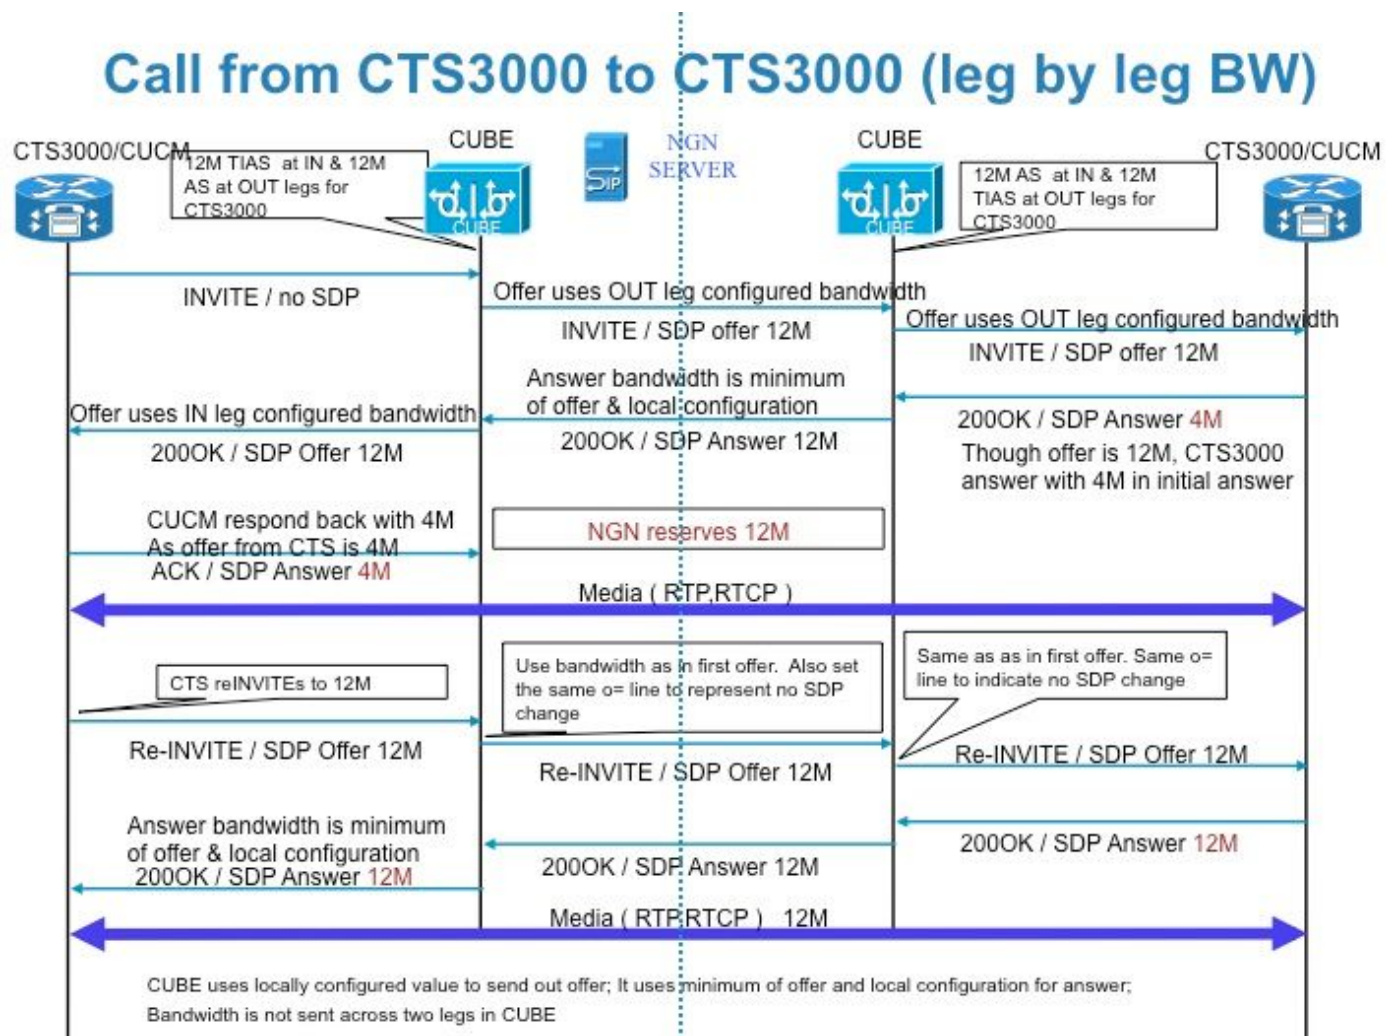 Call from CTS3000 to CTS3000 (leg by leg BW)
CTS3000/CUCM
CUBE
NGN
SERVER
CUBE
CTS3000/CUCM
12M TIAS at IN & 12M
AS at OUT legs for
CTS3000
SIP
CUBE
CUBE
12M AS at IN & 12M
TIAS at OUT legs for
CTS3000
INVITE / no SDP
Offer uses OUT leg configured bandwidth
INVITE / SDP offer 12M
Offer uses OUT leg configured bandwidth
INVITE / SDP offer 12M
Answer bandwidth is minimum
of offer & local configuration
200OK / SDP Answer 12M
Offer uses IN leg configured bandwidth
200OK / SDP Offer 12M
200OK / SDP Answer 4M
Though offer is 12M, CTS3000
answer with 4M in initial answer
CUCM respond back with 4M
As offer from CTS is 4M
ACK / SDP Answer 4M
NGN reserves 12M
Media ( RTP,RTCP )
CTS reINVITEs to 12M
Use bandwidth as in first offer. Also set
the same o= line to represent no SDP
change
Same as as in first offer. Same o=
line to indicate no SDP change
Re-INVITE / SDP Offer 12M
Re-INVITE / SDP Offer 12M
Re-INVITE / SDP Offer 12M
Answer bandwidth is minimum
of offer & local configuration
200OK / SDP Answer 12M
200OK / SDP Answer 12M
200OK / SDP Answer 12M
Media ( RTP,RTCP ) 12M
CUBE uses locally configured value to send out offer; It uses minimum of offer and local configuration for answer;
Bandwidth is not sent across two legs in CUBE